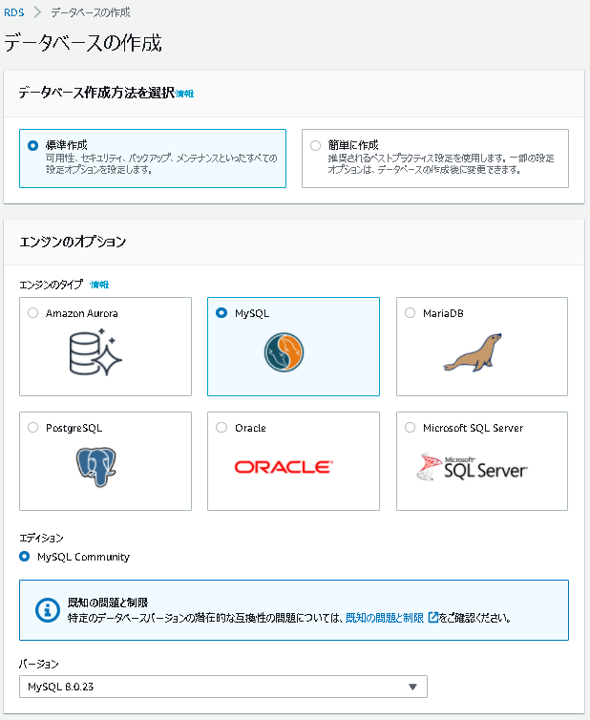 RDS > データベースの作成
データベースの作成
データベース作成方法を選択 情報
標準作成
可用性、セキュリティ、バックアップ、メンテナンスといったすべての
設定オプションを設定します。
簡単に作成
推奨されるベストプラクティス設定を使用します。一部の設定
オプションは、データベースの作成後に変更できます。
エンジンのオプション
エンジンのタイプ 情報
Amazon Aurora
MySQL
MariaDB
PostgreSQL
Oracle
Microsoft SQL Server
ORACLE
Microsoft
SQL Server
エディション
MySQL Community
既知の問題と制限
特定のデータベースバージョンの潜在的な互換性の問題については、既知の問題と制限 をご確認ください。
バージョン
MySQL 8.0.23